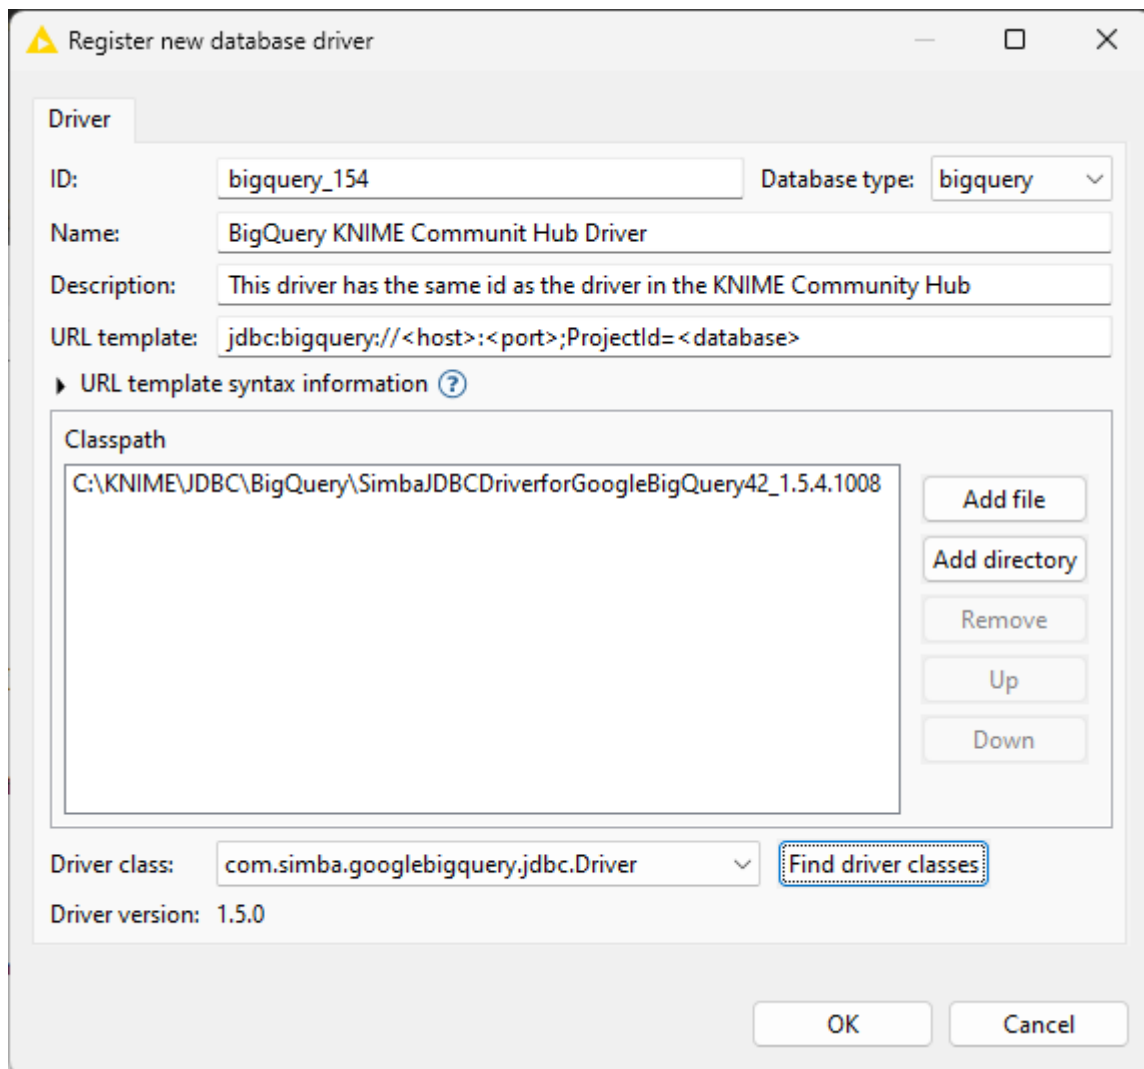 Register new database driver
Driver
ID: bigquery_154 Database type: bigquery
Name: BigQuery KNIME Communit Hub Driver
Description: This driver has the same id as the driver in the KNIME Community Hub
URL template: jdbc:bigquery://<host>:<port>;ProjectId=<database>
URL template syntax information ?
Classpath
C:\KNIME\JDBC\BigQuery\SimbaJDBCDriverforGoogleBigQuery42_1.5.4.1008
Add file
Add directory
Remove
Up
Down
Driver class: com.simba.googlebigquery.jdbc.Driver Find driver classes
Driver version: 1.5.0
OK Cancel